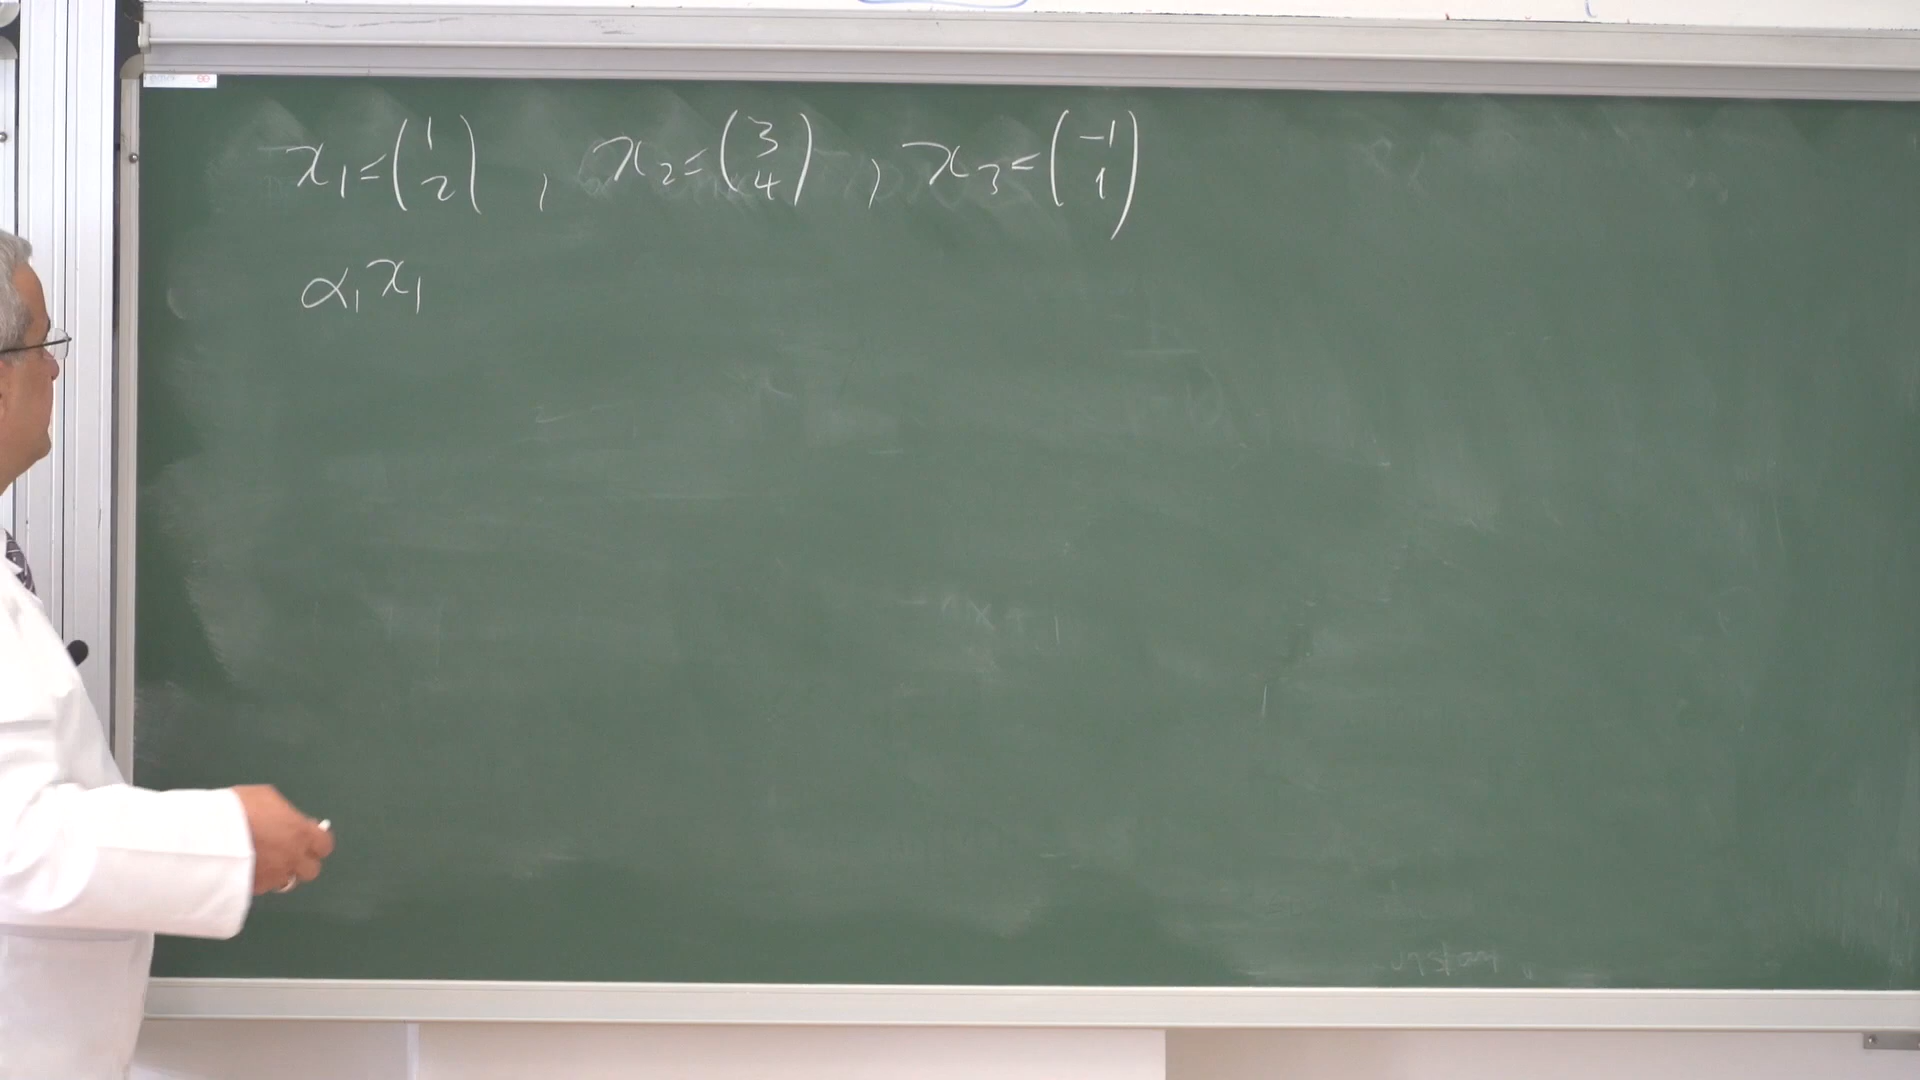 x₁ = (1 2) , x₂ = (3 4) , x₃ = (-1 1)
α₁x₁